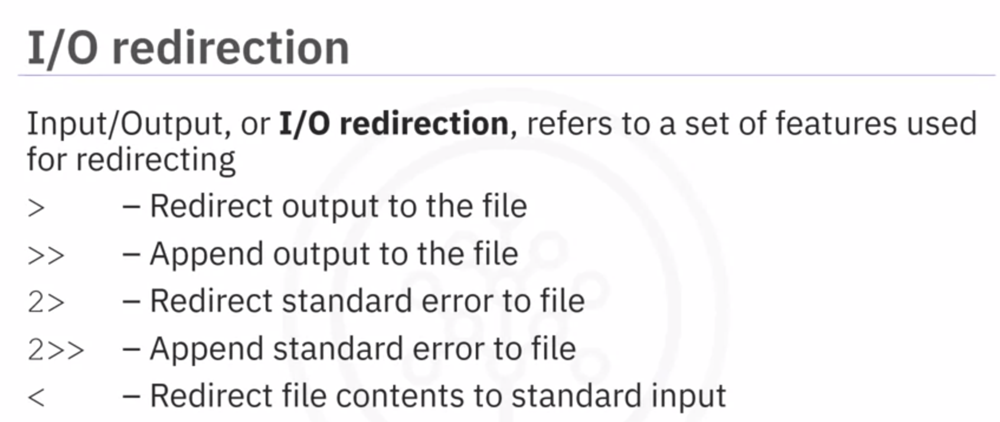 I/O redirection
Input/Output, or I/O redirection, refers to a set of features used
for redirecting
> – Redirect output to the file
>> – Append output to the file
2> – Redirect standard error to file
2>> – Append standard error to file
< – Redirect file contents to standard input